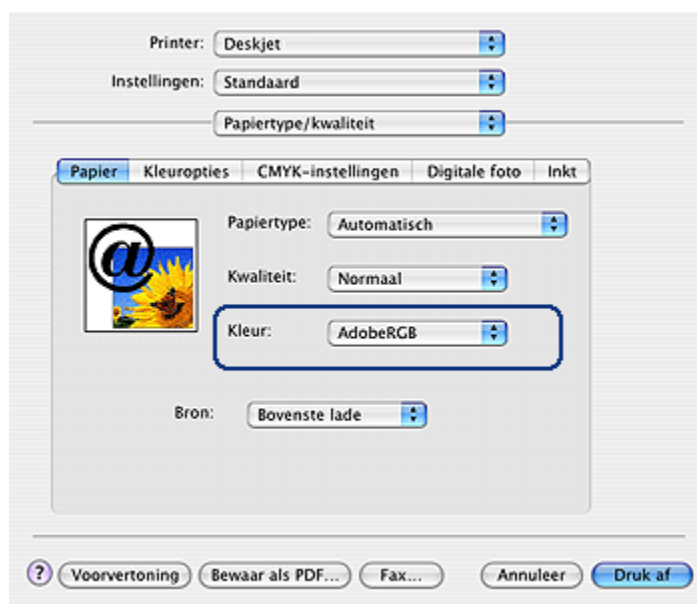 Printer: Deskjet
Instellingen: Standaard
Papiertype/kwaliteit
Papier Kleuropties CMYK-instellingen Digitale foto Inkt
@
Papiertype: Automatisch
Kwaliteit: Normaal
Kleur: AdobeRGB
Bron: Bovenste lade
? Voorvertoning Bewaar als PDF... Fax... Annuleer Druk af